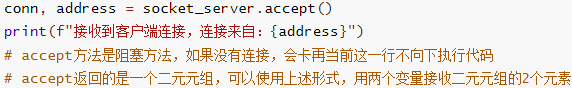 conn, address = socket_server.accept()
print(f"接收到客户端连接，连接来自：{address}")
# accept方法是阻塞方法，如果没有连接，会卡再当前这一行不向下执行代码
# accept返回的是一个二元元组，可以使用上述形式，用两个变量接收二元元组的2个元素